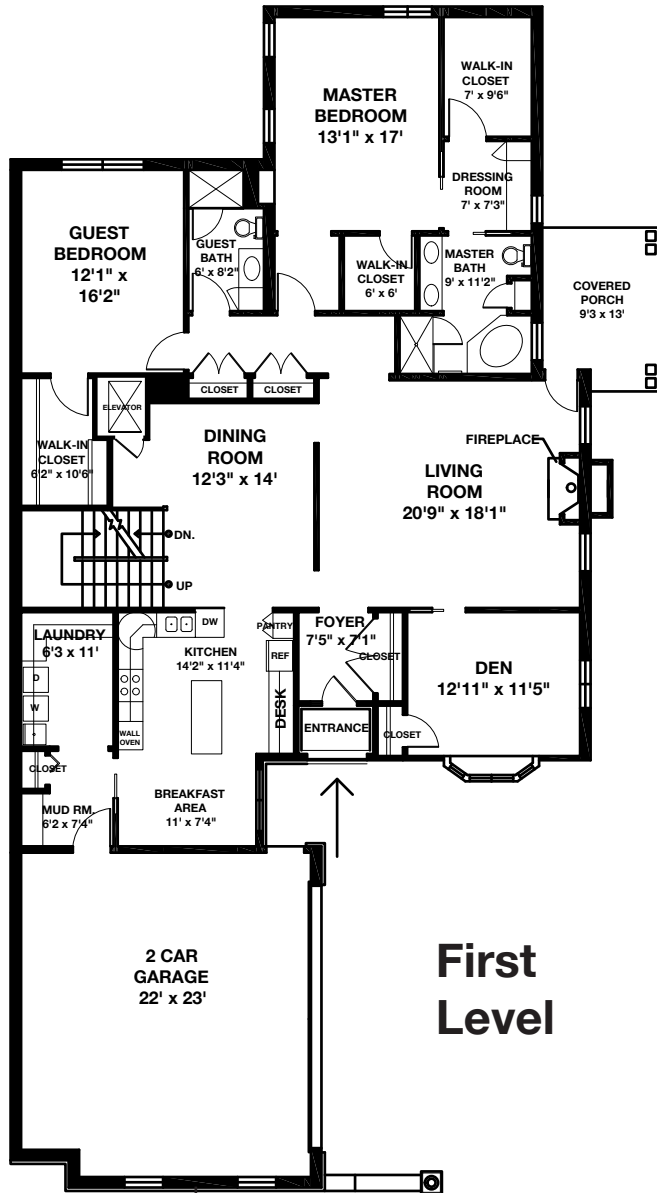 WALK-IN
CLOSET
7' x 9'6"
MASTER
BEDROOM
13'1" x 17'
DRESSING
ROOM
7' x 7'3"
GUEST
BEDROOM
12'1" x
16'2"
GUEST
BATH
6' x 8'2"
WALK-IN
CLOSET
6' x 6'
MASTER
BATH
9' x 11'2"
COVERED
PORCH
9'3 x 13'
CLOSET
CLOSET
ELEVATOR
WALK-IN
CLOSET
6'2" x 10'6"
DINING
ROOM
12'3" x 14'
FIREPLACE
LIVING
ROOM
20'9" x 18'1"
DN.
UP
LAUNDRY
6'3 x 11'
D
W
DW
KITCHEN
14'2" x 11'4"
PANTRY
REF
DESK
WALL
OVEN
FOYER
7'5" x 7'1"
CLOSET
DEN
12'11" x 11'5"
ENTRANCE
CLOSET
CLOSET
MUD RM.
6'2 x 7'4"
BREAKFAST
AREA
11' x 7'4"
2 CAR
GARAGE
22' x 23'
First
Level